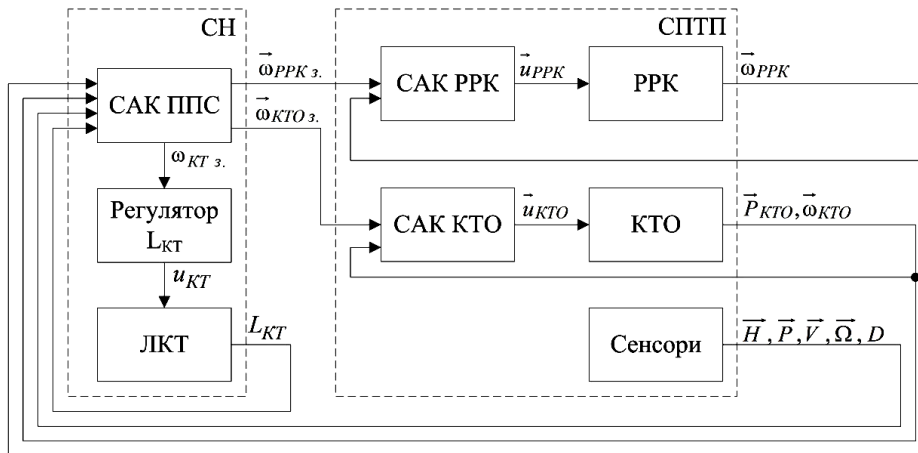 СН
СПТП
САК ППС
ω⃗РРК з.
ω⃗КТО з.
ωКТ з.
Регулятор
LКТ
uКТ
ЛКТ
LКТ
САК РРК
u⃗РРК
РРК
ω⃗РРК
САК КТО
u⃗КТО
КТО
P⃗КТО, ω⃗КТО
Сенсори
H⃗, P⃗, V⃗, Ω⃗, D